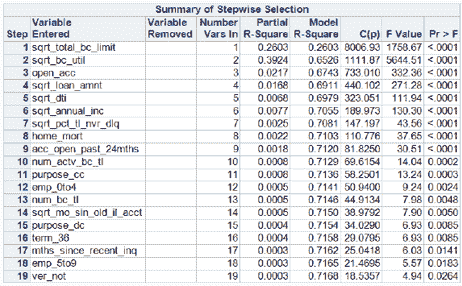 Summary of Stepwise Selection
Step Variable Entered Variable Removed Number Vars In Partial R-Square Model R-Square C(p) F Value Pr > F
1 sqrt_total_bc_limit 1 0.2603 0.2603 8006.93 1758.67 <.0001
2 sqrt_bc_util 2 0.3924 0.6526 1111.87 5644.51 <.0001
3 open_acc 3 0.0217 0.6743 733.010 332.36 <.0001
4 sqrt_loan_amnt 4 0.0168 0.6911 440.102 271.28 <.0001
5 sqrt_dti 5 0.0068 0.6979 323.051 111.94 <.0001
6 sqrt_annual_inc 6 0.0077 0.7055 189.973 130.30 <.0001
7 sqrt_pct_tl_nvr_dlq 7 0.0025 0.7081 147.197 43.56 <.0001
8 home_mort 8 0.0022 0.7103 110.776 37.65 <.0001
9 acc_open_past_24mths 9 0.0018 0.7120 81.8250 30.51 <.0001
10 num_actv_bc_tl 10 0.0008 0.7129 69.6154 14.04 0.0002
11 purpose_cc 11 0.0008 0.7136 58.2501 13.24 0.0003
12 emp_0to4 12 0.0005 0.7141 50.9400 9.24 0.0024
13 num_bc_tl 13 0.0005 0.7146 44.9134 7.98 0.0048
14 sqrt_mo_sin_old_il_acct 14 0.0005 0.7150 38.9792 7.90 0.0050
15 purpose_dc 15 0.0004 0.7154 34.0290 6.93 0.0085
16 term_36 16 0.0004 0.7158 29.0795 6.93 0.0085
17 mths_since_recent_inq 17 0.0003 0.7162 25.0418 6.03 0.0141
18 emp_5to9 18 0.0003 0.7165 21.4695 5.57 0.0183
19 ver_not 19 0.0003 0.7168 18.5357 4.94 0.0264